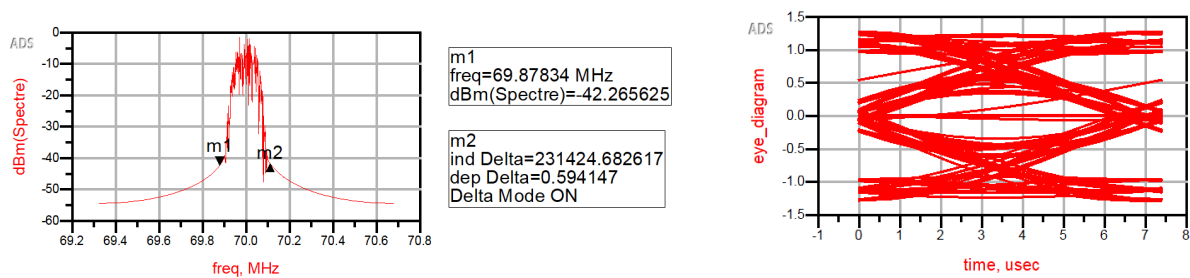 ADS
dBm(Spectre)
0
-10
-20
-30
-40
-50
-60
m1
m2
69.2 69.4 69.6 69.8 70.0 70.2 70.4 70.6 70.8
freq, MHz
m1
freq=69.87834 MHz
dBm(Spectre)=-42.265625
m2
ind Delta=231424.682617
dep Delta=0.594147
Delta Mode ON
ADS
eye_diagram
1.5
1.0
0.5
0.0
-0.5
-1.0
-1.5
-1 0 1 2 3 4 5 6 7 8
time, usec